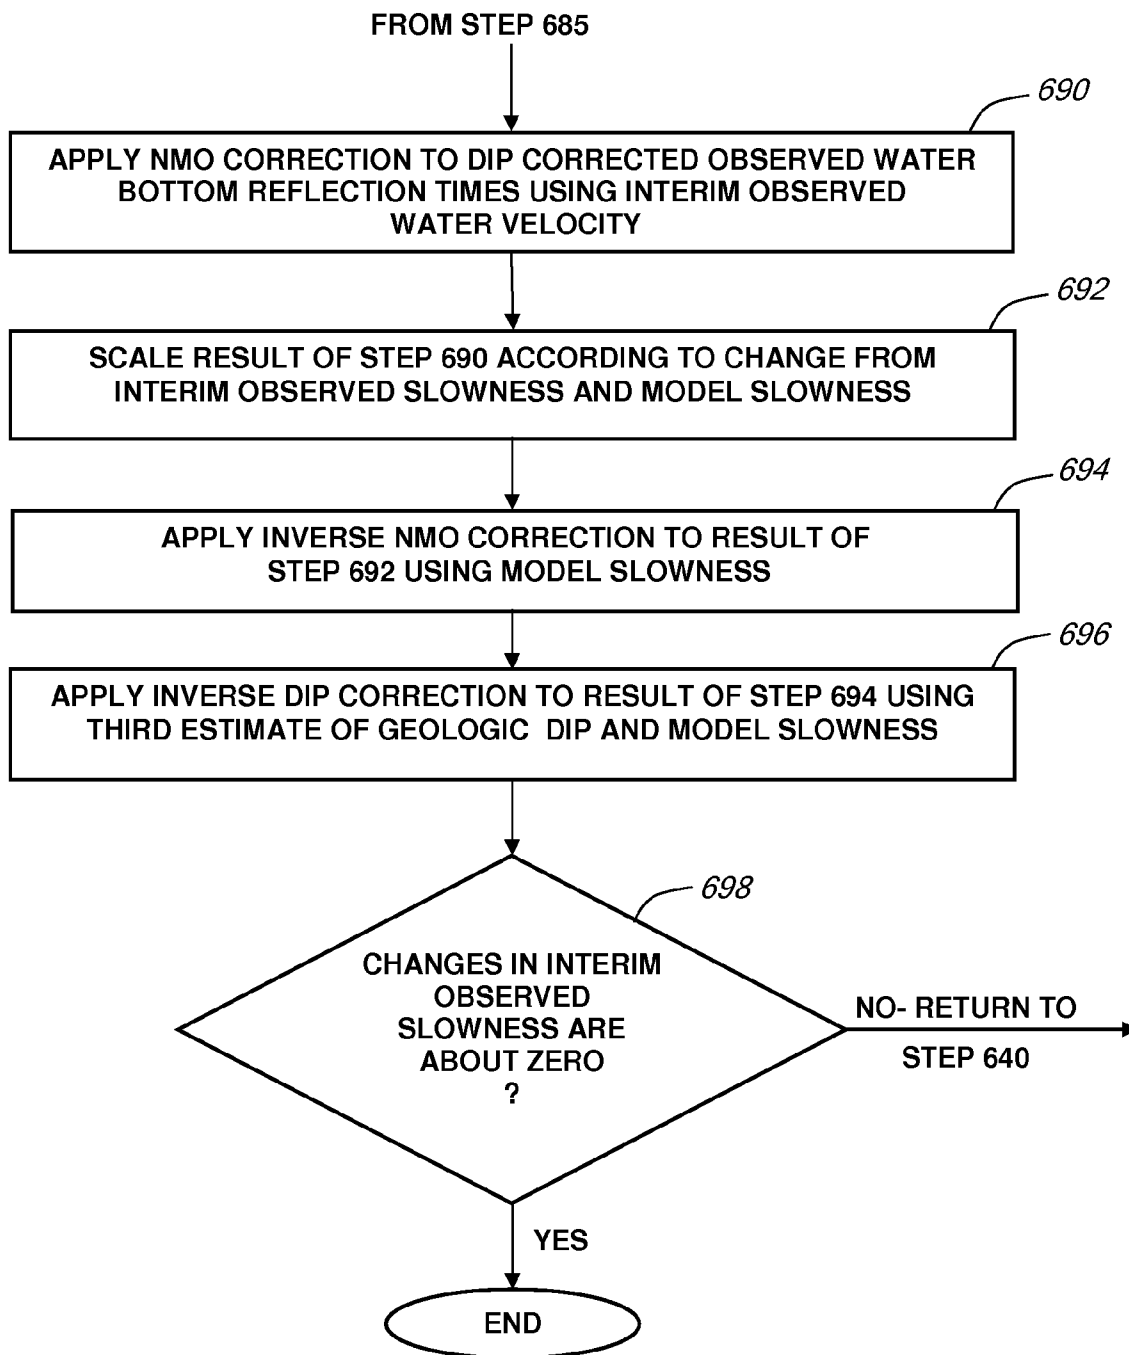 FROM STEP 685
690
APPLY NMO CORRECTION TO DIP CORRECTED OBSERVED WATER
BOTTOM REFLECTION TIMES USING INTERIM OBSERVED
WATER VELOCITY
692
SCALE RESULT OF STEP 690 ACCORDING TO CHANGE FROM
INTERIM OBSERVED SLOWNESS AND MODEL SLOWNESS
694
APPLY INVERSE NMO CORRECTION TO RESULT OF
STEP 692 USING MODEL SLOWNESS
696
APPLY INVERSE DIP CORRECTION TO RESULT OF STEP 694 USING
THIRD ESTIMATE OF GEOLOGIC DIP AND MODEL SLOWNESS
698
CHANGES IN INTERIM
OBSERVED
SLOWNESS ARE
ABOUT ZERO
?
NO- RETURN TO
STEP 640
YES
END